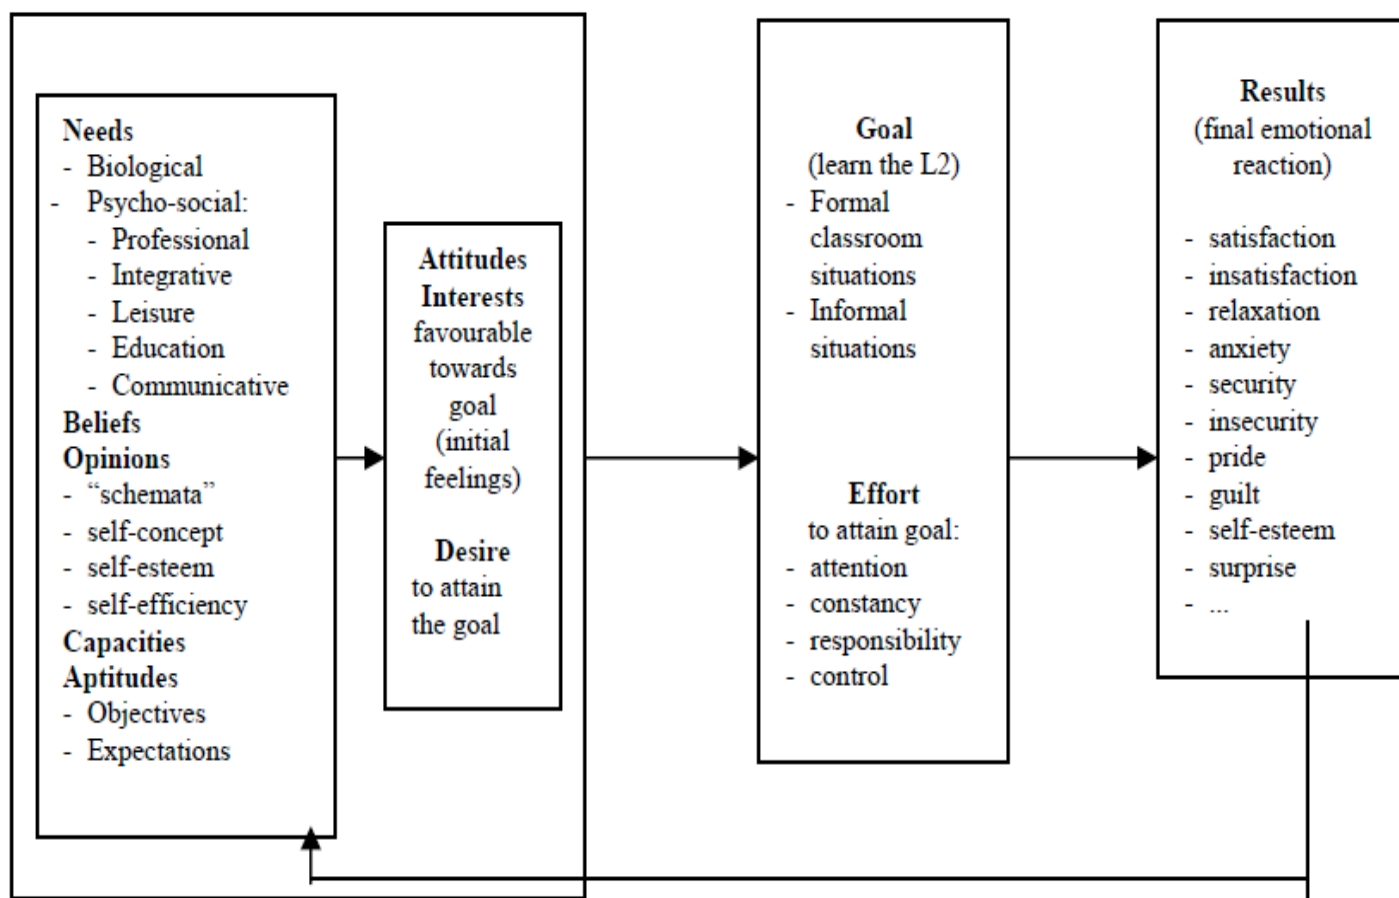 Needs
- Biological
- Psycho-social:
- Professional
- Integrative
- Leisure
- Education
- Communicative
Beliefs
Opinions
- “schemata”
- self-concept
- self-esteem
- self-efficiency
Capacities
Aptitudes
- Objectives
- Expectations
Attitudes
Interests
favourable
towards
goal
(initial
feelings)
Desire
to attain
the goal
Goal
(learn the L2)
- Formal
classroom
situations
- Informal
situations
Effort
to attain goal:
- attention
- constancy
- responsibility
- control
Results
(final emotional
reaction)
- satisfaction
- insatisfaction
- relaxation
- anxiety
- security
- insecurity
- pride
- guilt
- self-esteem
- surprise
- ...